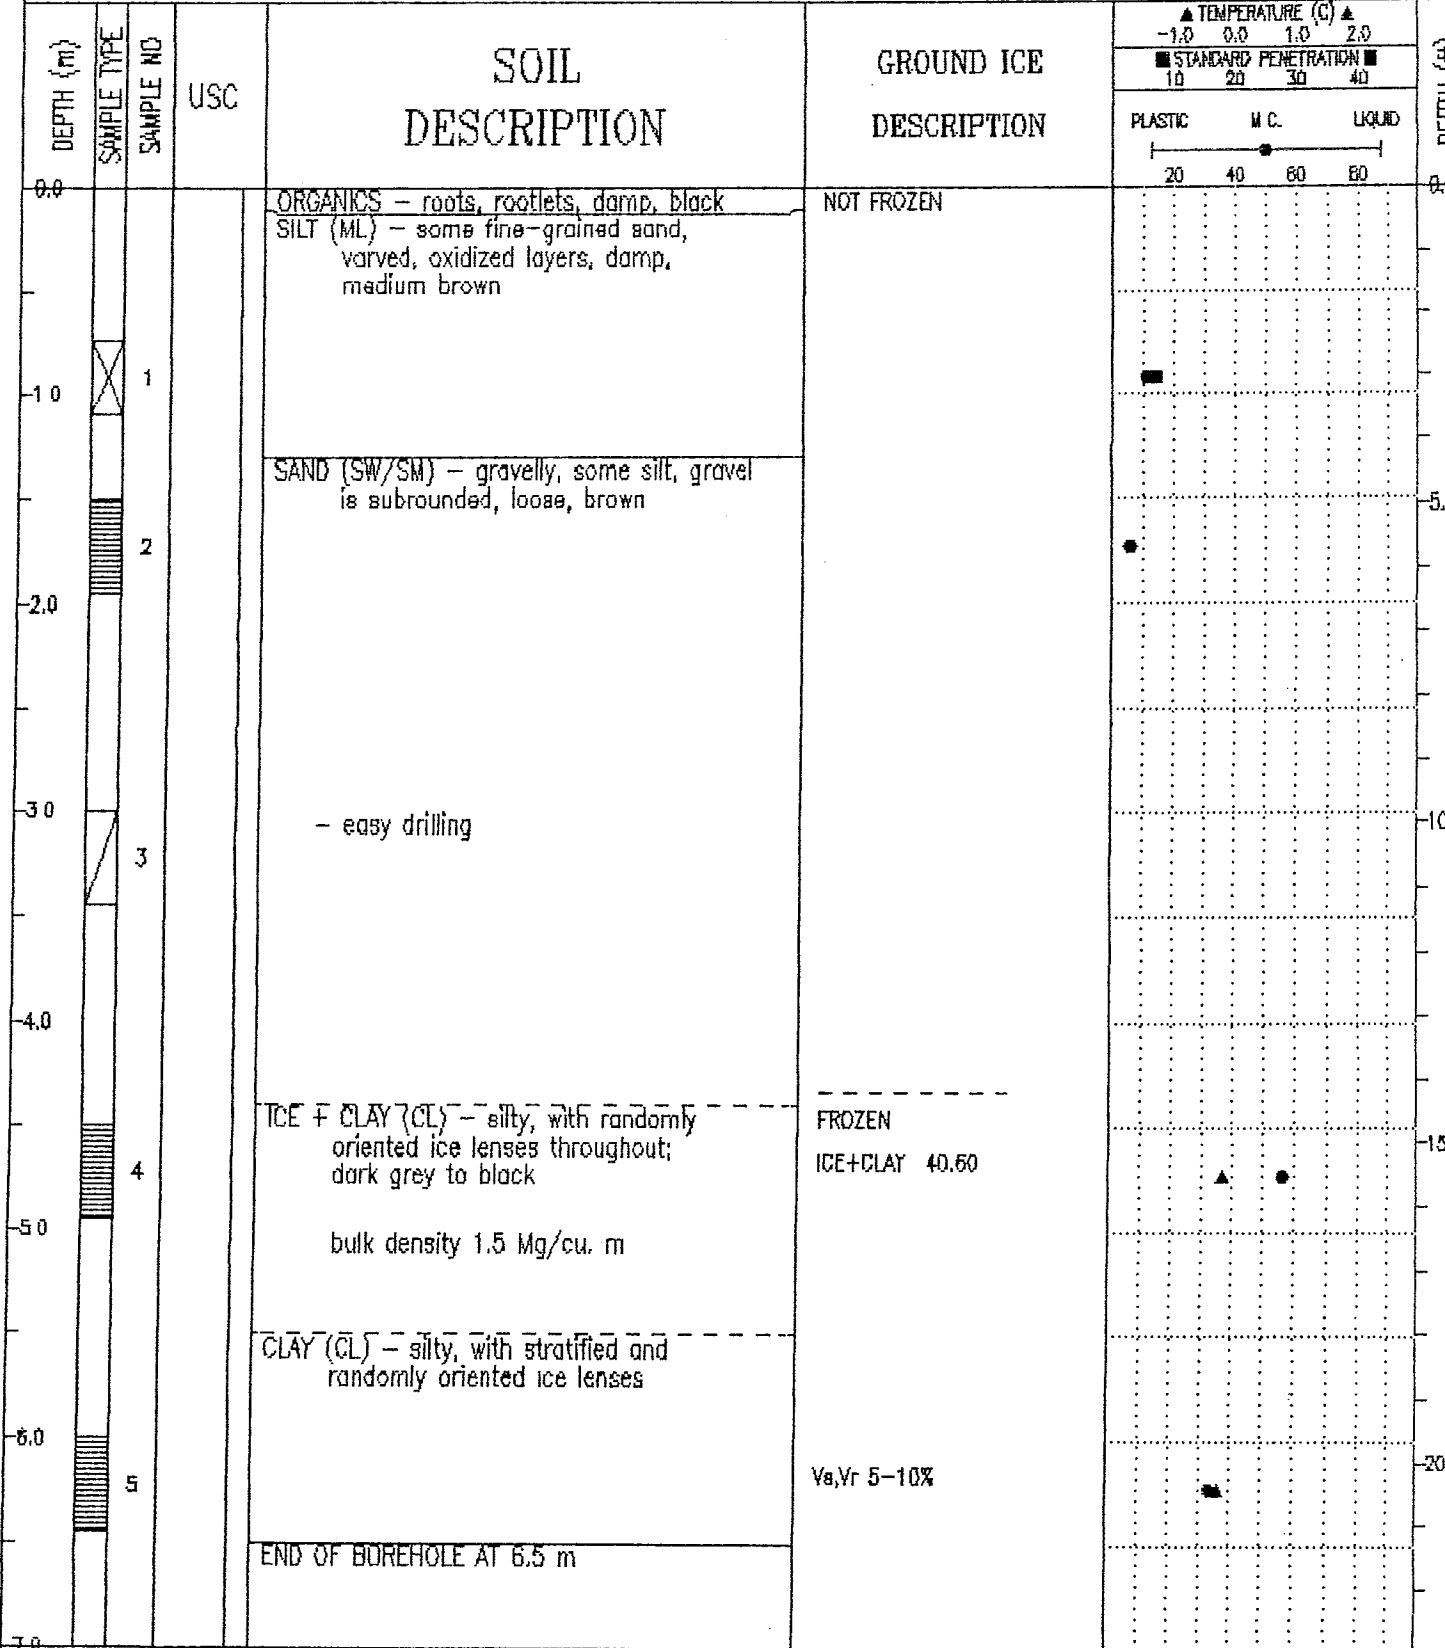 DEPTH (m)
SAMPLE TYPE
SAMPLE NO
USC
SOIL
DESCRIPTION
GROUND ICE
DESCRIPTION
▲ TEMPERATURE (C) ▲
-1.0 0.0 1.0 2.0
■ STANDARD PENETRATION ■
10 20 30 40
PLASTIC M C. LIQUID
20 40 60 80
0.0
ORGANICS – roots, rootlets, damp, black
NOT FROZEN
SILT (ML) – some fine-grained sand,
varved, oxidized layers, damp,
medium brown
1
1 0
SAND (SW/SM) – gravelly, some silt, gravel
is subrounded, loose, brown
5.
2
2.0
3 0
– easy drilling
10
3
4.0
ICE + CLAY (CL) – silty, with randomly
oriented ice lenses throughout;
dark grey to black
FROZEN
ICE+CLAY 40.60
15
4
5 0
bulk density 1.5 Mg/cu. m
CLAY (CL) – silty, with stratified and
randomly oriented ice lenses
6.0
Vs,Vr 5-10%
20
5
END OF BOREHOLE AT 6.5 m
7.0